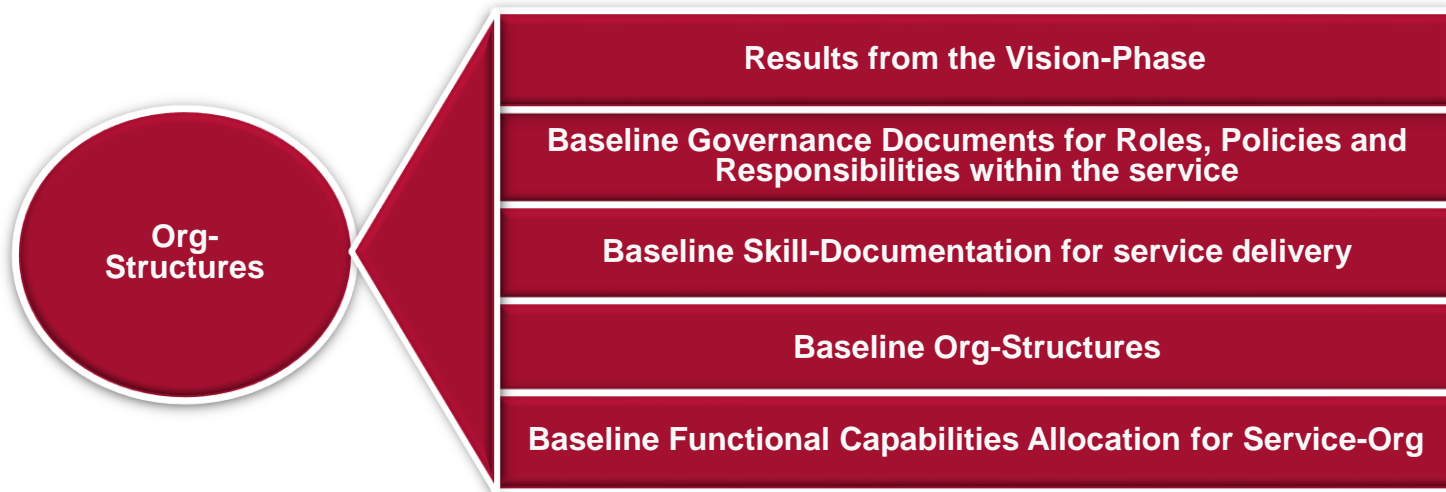 Org-
Structures
Results from the Vision-Phase
Baseline Governance Documents for Roles, Policies and
Responsibilities within the service
Baseline Skill-Documentation for service delivery
Baseline Org-Structures
Baseline Functional Capabilities Allocation for Service-Org